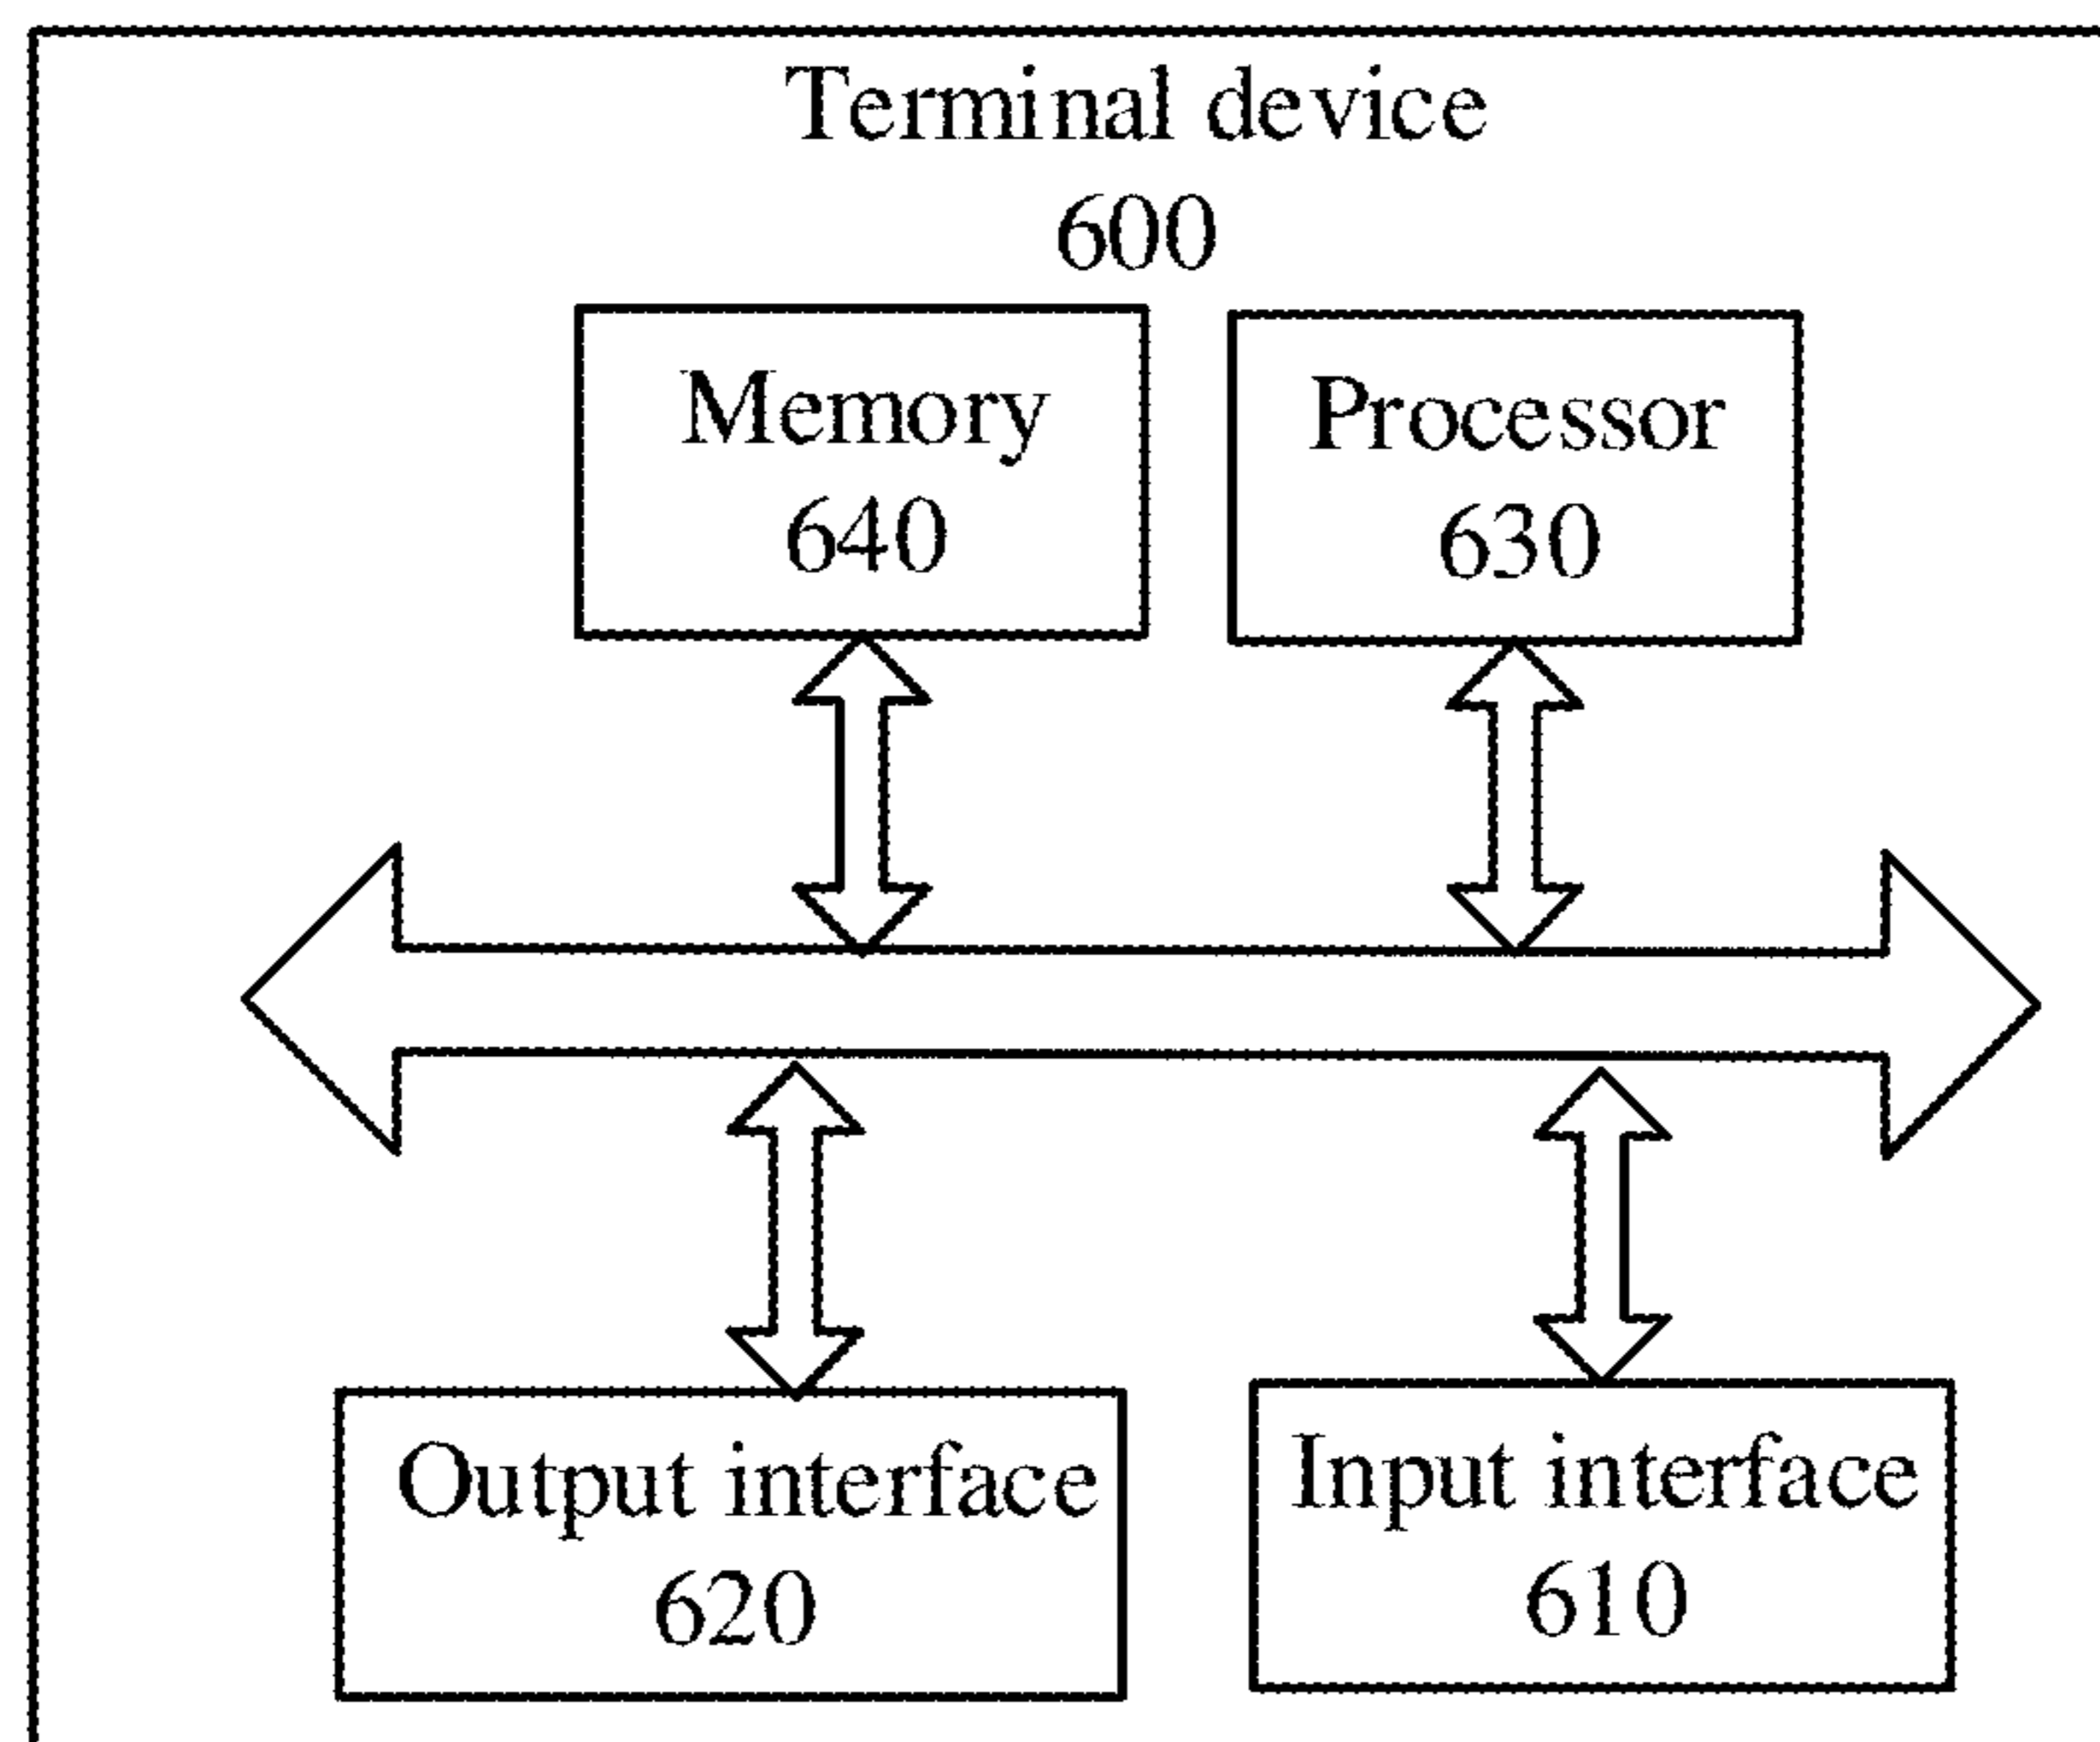 Terminal device
600
Memory
640
Processor
630
Output interface
620
Input interface
610